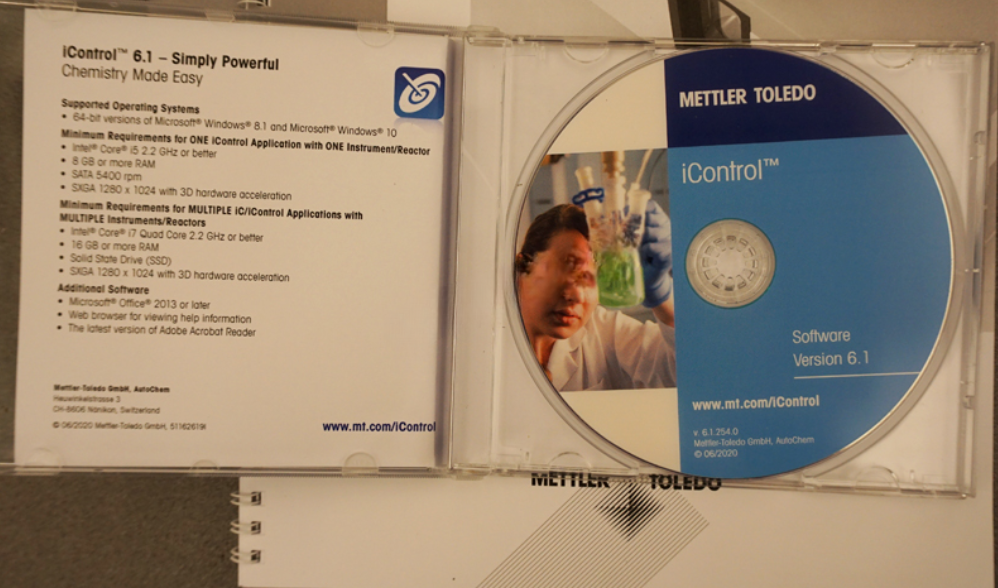 iControl™ 6.1 – Simply Powerful
Chemistry Made Easy
Supported Operating Systems
• 64-bit versions of Microsoft® Windows® 8.1 and Microsoft® Windows® 10
Minimum Requirements for ONE iControl Application with ONE Instrument/Reactor
• Intel® Core® i5 2.2 GHz or better
• 8 GB or more RAM
• SATA 5400 rpm
• SXGA 1280 x 1024 with 3D hardware acceleration
Minimum Requirements for MULTIPLE iC/iControl Applications with
MULTIPLE Instruments/Reactors
• Intel® Core® i7 Quad Core 2.2 GHz or better
• 16 GB or more RAM
• Solid State Drive (SSD)
• SXGA 1280 x 1024 with 3D hardware acceleration
Additional Software
• Microsoft® Office® 2013 or later
• Web browser for viewing help information
• The latest version of Adobe Acrobat Reader
Mettler-Toledo GmbH, AutoChem
Heuwinkelstrasse 3
CH-8606 Nänikon, Switzerland
© 06/2020 Mettler-Toledo GmbH,
www.mt.com/iControl
METTLER TOLEDO
iControl™
Software
Version 6.1
www.mt.com/iControl
v. 6.1.254.0
Mettler-Toledo GmbH, AutoChem
© 06/2020
METTLER TOLEDO